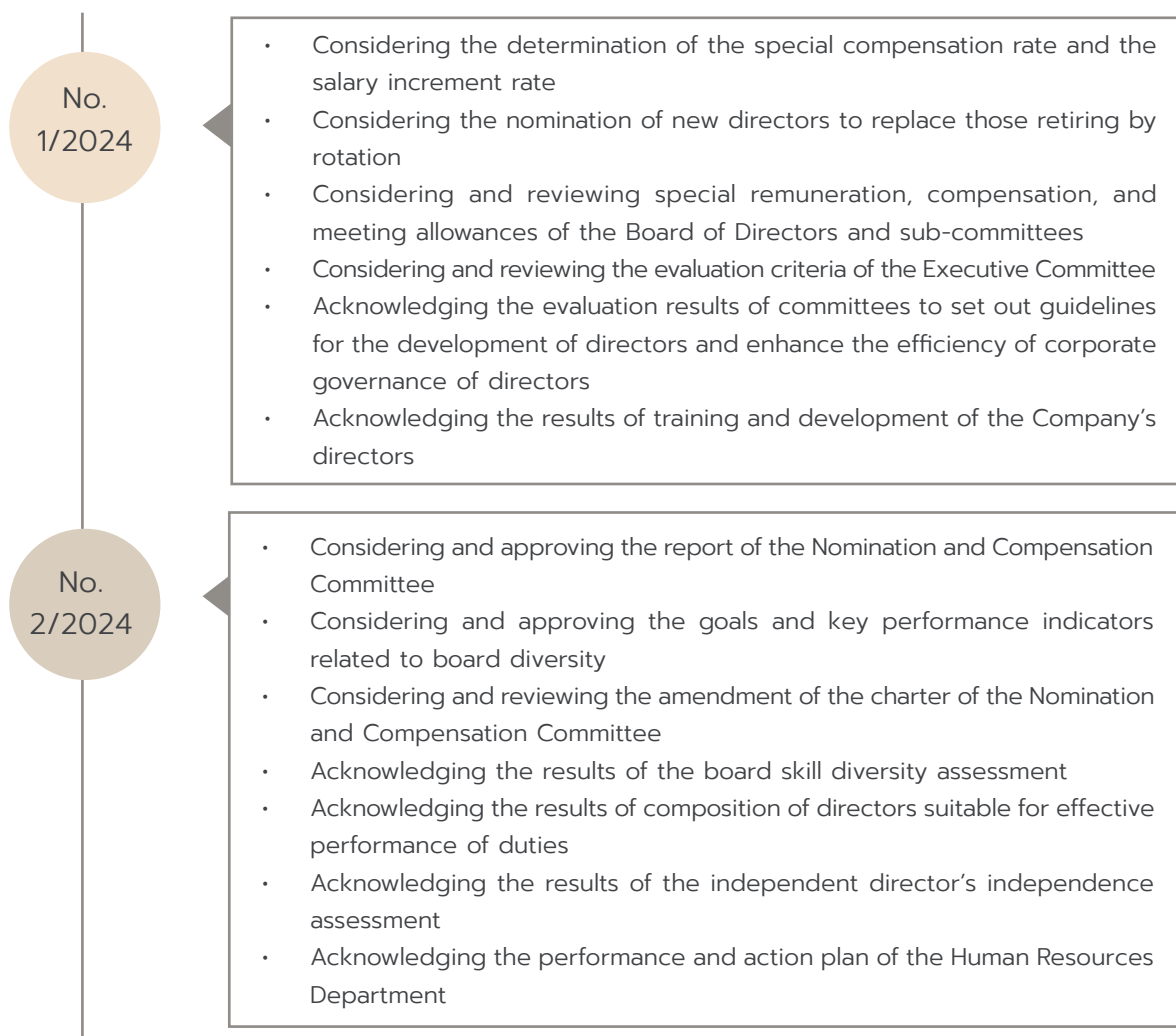 No.
1/2024
• Considering the determination of the special compensation rate and the
salary increment rate
• Considering the nomination of new directors to replace those retiring by
rotation
• Considering and reviewing special remuneration, compensation, and
meeting allowances of the Board of Directors and sub-committees
• Considering and reviewing the evaluation criteria of the Executive Committee
• Acknowledging the evaluation results of committees to set out guidelines
for the development of directors and enhance the efficiency of corporate
governance of directors
• Acknowledging the results of training and development of the Company's
directors
No.
2/2024
• Considering and approving the report of the Nomination and Compensation
Committee
• Considering and approving the goals and key performance indicators
related to board diversity
• Considering and reviewing the amendment of the charter of the Nomination
and Compensation Committee
• Acknowledging the results of the board skill diversity assessment
• Acknowledging the results of composition of directors suitable for effective
performance of duties
• Acknowledging the results of the independent director's independence
assessment
• Acknowledging the performance and action plan of the Human Resources
Department